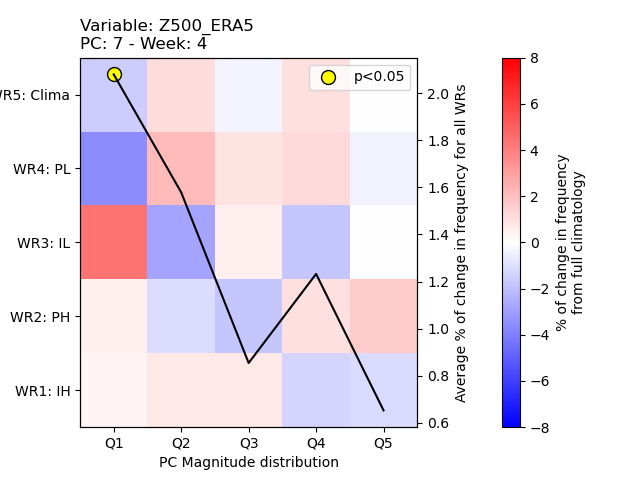 Variable: Z500_ERA5
PC: 7 - Week: 4
p<0.05
WR5: Clima
WR4: PL
WR3: IL
WR2: PH
WR1: IH
Q1 Q2 Q3 Q4 Q5
PC Magnitude distribution
2.0
1.8
1.6
1.4
1.2
1.0
0.8
0.6
Average % of change in frequency for all WRs
8
6
4
2
0
−2
−4
−6
−8
% of change in frequency
from full climatology